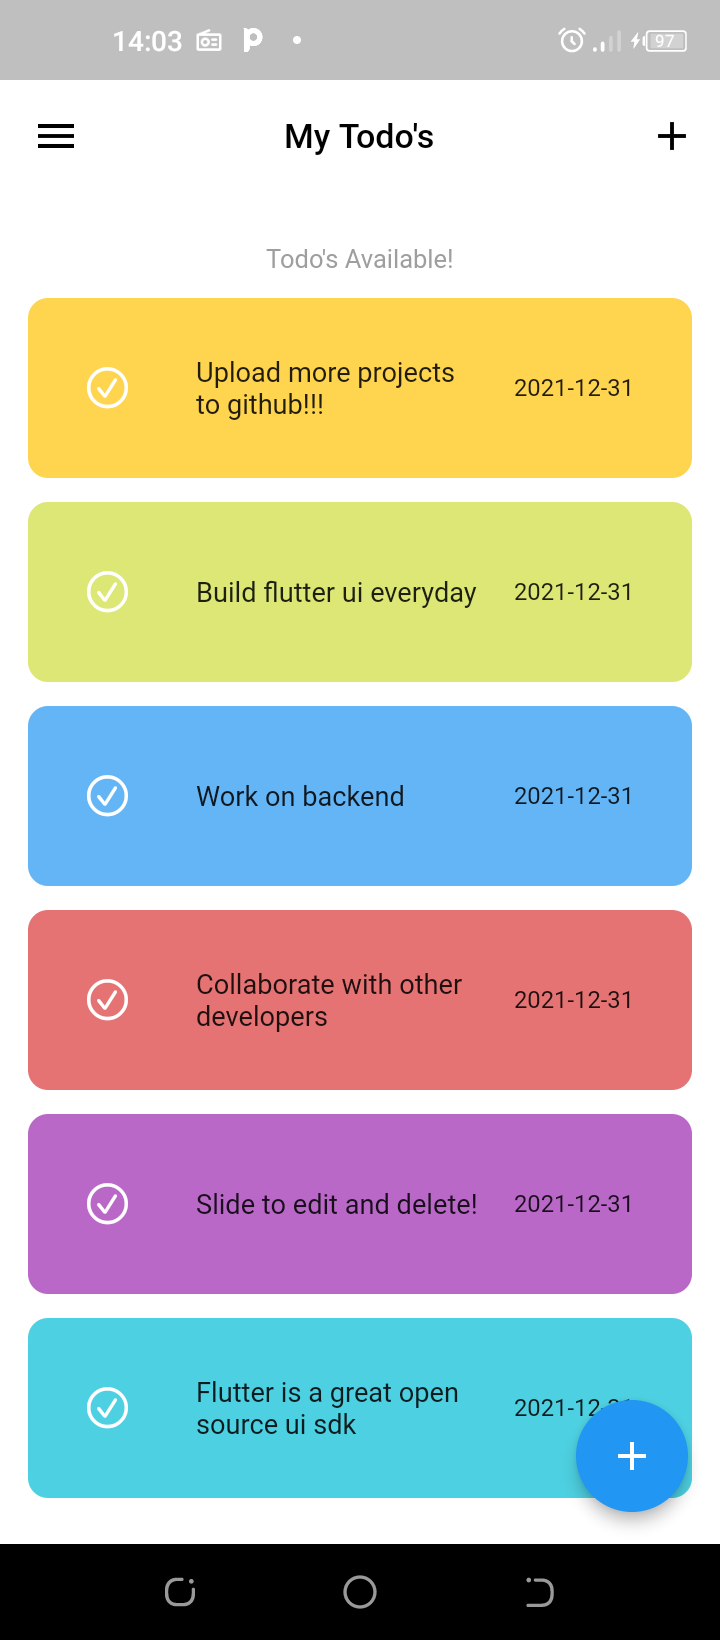 14:03
97
My Todo's
Todo's Available!
Upload more projects
to github!!!
2021-12-31
Build flutter ui everyday
2021-12-31
Work on backend
2021-12-31
Collaborate with other
developers
2021-12-31
Slide to edit and delete!
2021-12-31
Flutter is a great open
source ui sdk
2021-12-31